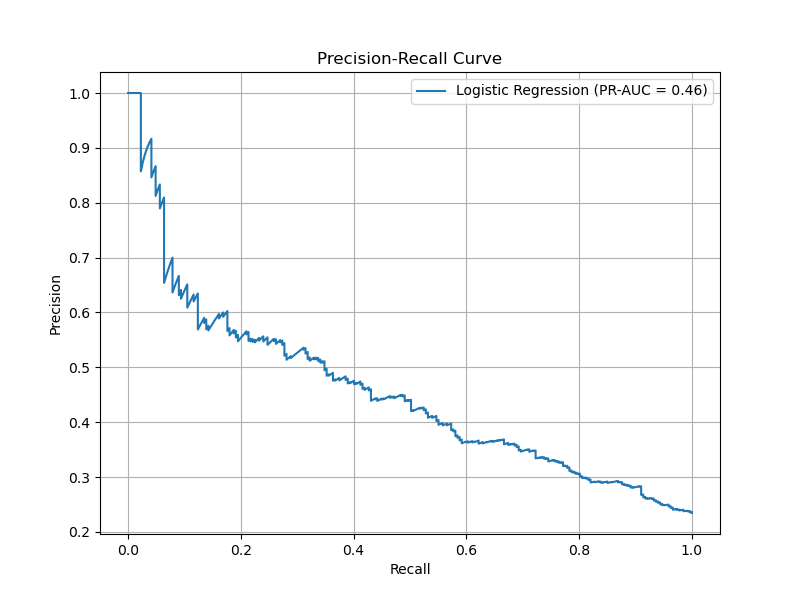 Precision-Recall Curve
Logistic Regression (PR-AUC = 0.46)
1.0
0.9
0.8
0.7
0.6
0.5
0.4
0.3
0.2
Precision
0.0 0.2 0.4 0.6 0.8 1.0
Recall